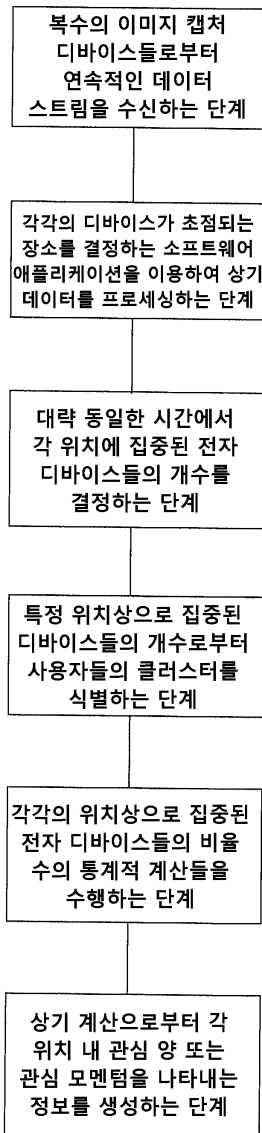 복수의 이미지 캡처
디바이스들로부터
연속적인 데이터
스트림을 수신하는 단계
각각의 디바이스가 초점되는
장소를 결정하는 소프트웨어
애플리케이션을 이용하여 상기
데이터를 프로세싱하는 단계
대략 동일한 시간에서
각 위치에 집중된 전자
디바이스들의 개수를
결정하는 단계
특정 위치상으로 집중된
디바이스들의 개수로부터
사용자들의 클러스터를
식별하는 단계
각각의 위치상으로 집중된
전자 디바이스들의 비율
수의 통계적 계산들을
수행하는 단계
상기 계산으로부터 각
위치 내 관심 양 또는
관심 모멘텀을 나타내는
정보를 생성하는 단계